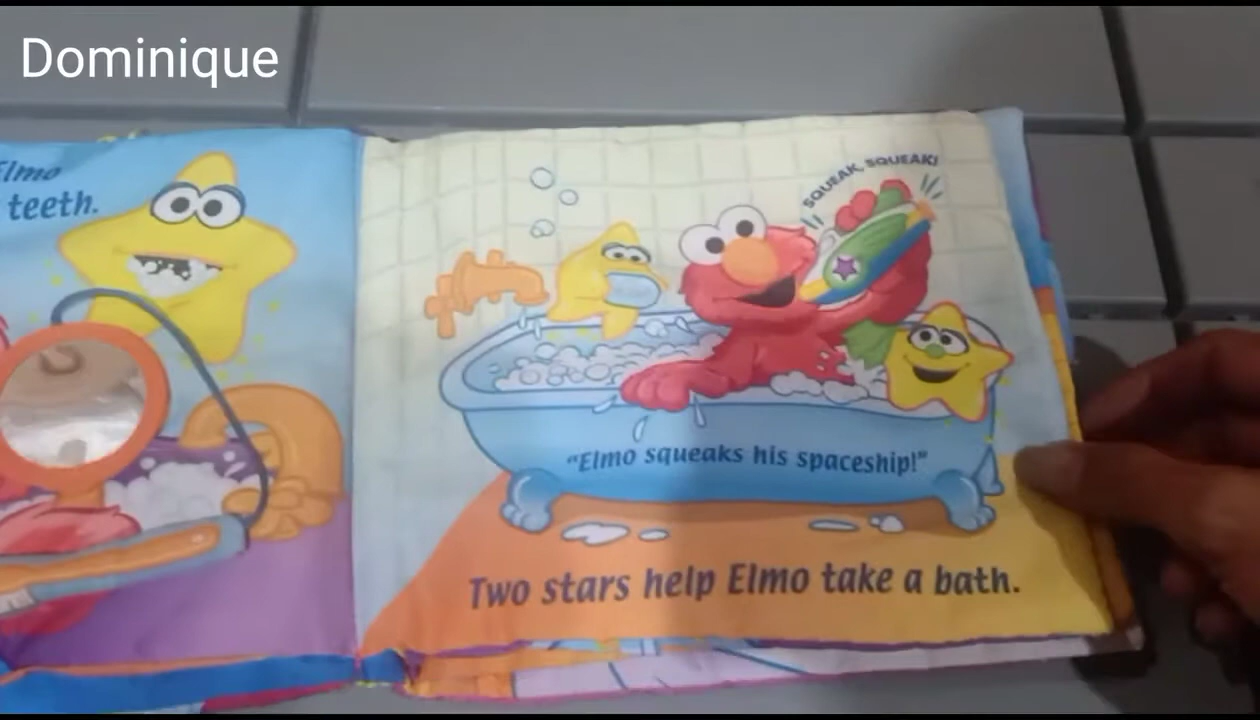 Dominique
Elmo
teeth.
SQUEAK, SQUEAK!
"Elmo squeaks his spaceship!"
Two stars help Elmo take a bath.